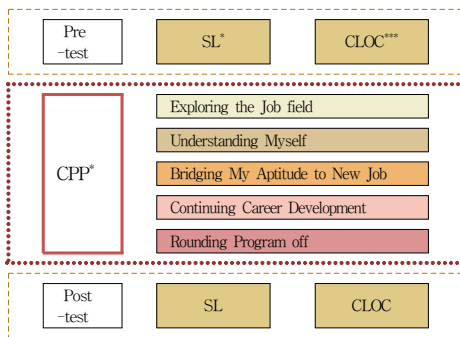 Pre
-test
SL*
CLOC***
CPP*
Exploring the Job field
Understanding Myself
Bridging My Aptitude to New Job
Continuing Career Development
Rounding Program off
Post
-test
SL
CLOC